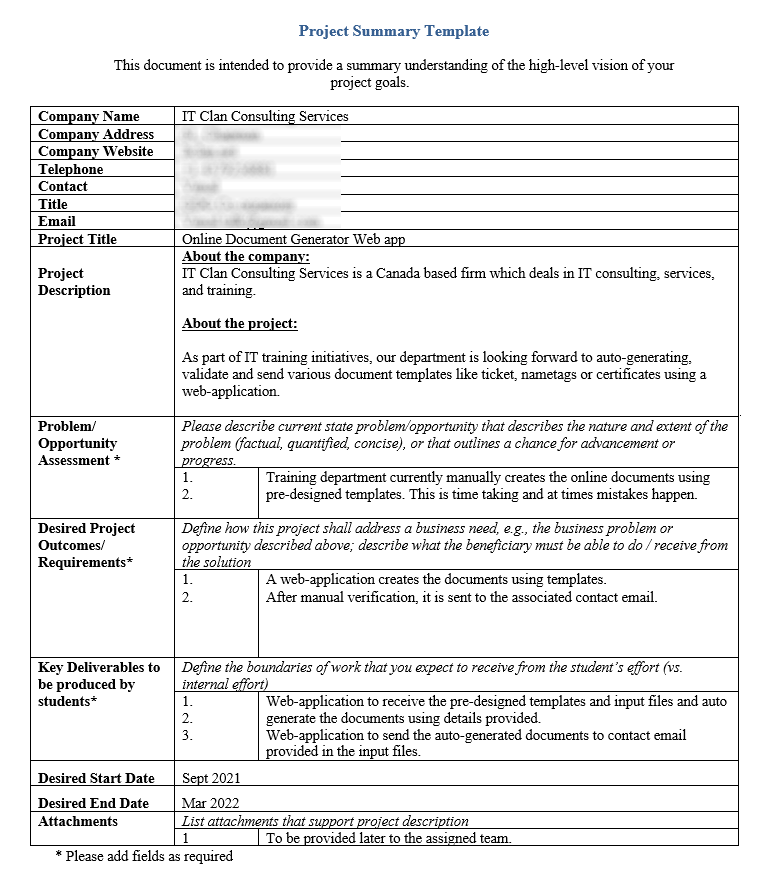 Project Summary Template
This document is intended to provide a summary understanding of the high-level vision of your
project goals.
Company Name IT Clan Consulting Services
Company Address
Company Website
Telephone
Contact
Title
Email
Project Title Online Document Generator Web app
About the company:
Project IT Clan Consulting Services is a Canada based firm which deals in IT consulting, services,
Description and training.
About the project:
As part of IT training initiatives, our department is looking forward to auto-generating,
validate and send various document templates like ticket, nametags or certificates using a
web-application.
Problem/ Please describe current state problem/opportunity that describes the nature and extent of the
Opportunity problem (factual, quantified, concise), or that outlines a chance for advancement or
Assessment * progress.
1. Training department currently manually creates the online documents using
2. pre-designed templates. This is time taking and at times mistakes happen.
Desired Project Define how this project shall address a business need, e.g., the business problem or
Outcomes/ opportunity described above; describe what the beneficiary must be able to do / receive from
Requirements* the solution
1. A web-application creates the documents using templates.
2. After manual verification, it is sent to the associated contact email.
Key Deliverables to Define the boundaries of work that you expect to receive from the student's effort (vs.
be produced by internal effort)
students* 1. Web-application to receive the pre-designed templates and input files and auto
2. generate the documents using details provided.
3. Web-application to send the auto-generated documents to contact email
provided in the input files.
Desired Start Date Sept 2021
Desired End Date Mar 2022
Attachments List attachments that support project description
1 To be provided later to the assigned team.
* Please add fields as required